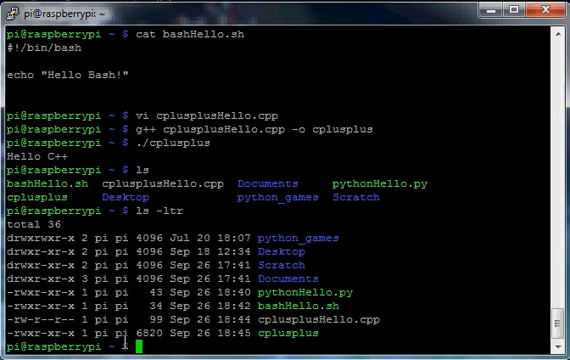 pi@raspberrypi: ~
pi@raspberrypi ~ $ cat bashHello.sh
#!/bin/bash
echo "Hello Bash!"
pi@raspberrypi ~ $ vi cplusplusHello.cpp
pi@raspberrypi ~ $ g++ cplusplusHello.cpp -o cplusplus
pi@raspberrypi ~ $ ./cplusplus
Hello C++
pi@raspberrypi ~ $ ls
bashHello.sh cplusplusHello.cpp Documents pythonHello.py
cplusplus Desktop python_games Scratch
pi@raspberrypi ~ $ ls -ltr
total 36
drwxrwxr-x 2 pi pi 4096 Jul 20 18:07 python_games
drwxr-xr-x 2 pi pi 4096 Sep 18 12:34 Desktop
drwxr-xr-x 2 pi pi 4096 Sep 26 17:41 Scratch
drwxr-xr-x 3 pi pi 4096 Sep 26 17:41 Documents
-rwxr-xr-x 1 pi pi 43 Sep 26 18:40 pythonHello.py
-rwxr-xr-x 1 pi pi 34 Sep 26 18:42 bashHello.sh
-rw-r--r-- 1 pi pi 99 Sep 26 18:44 cplusplusHello.cpp
-rwxr-xr-x 1 pi pi 6820 Sep 26 18:45 cplusplus
pi@raspberrypi ~ $